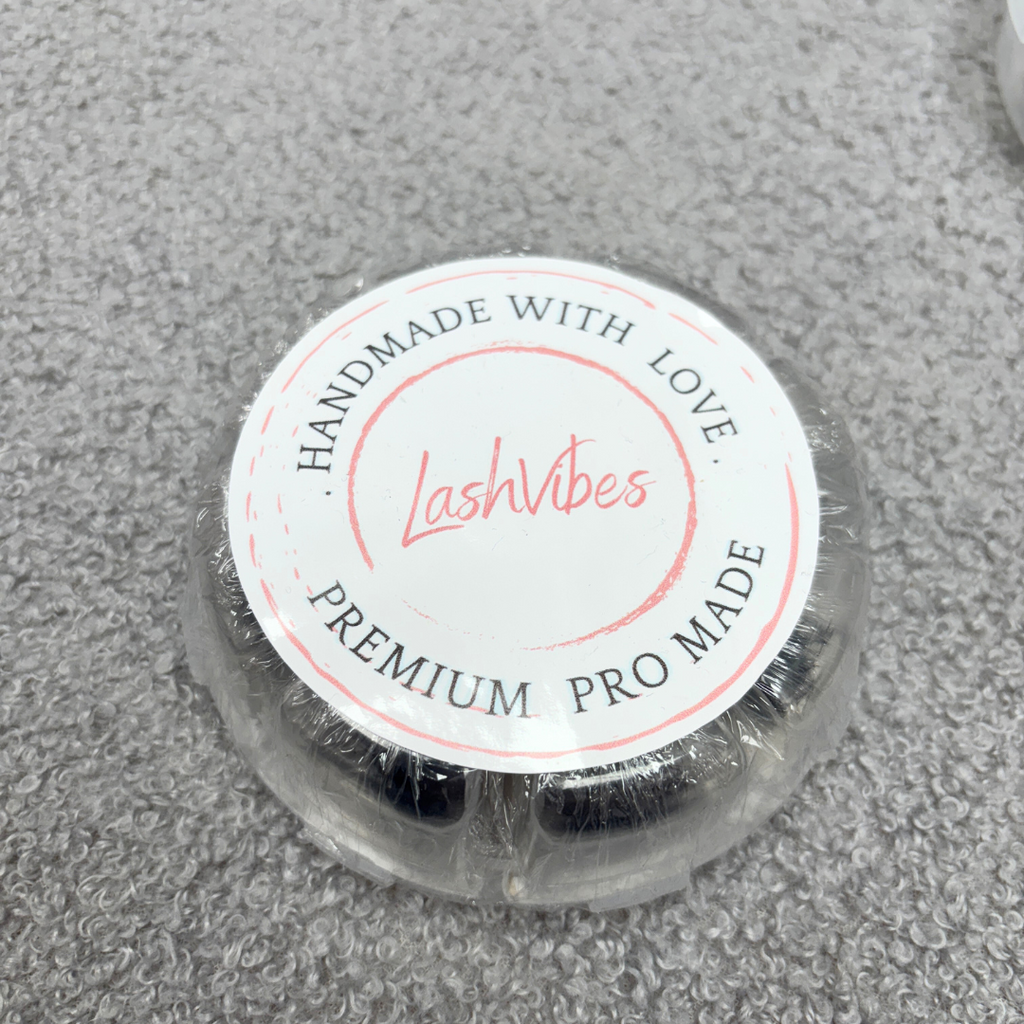 · HANDMADE WITH LOVE ·
LashVibes
PREMIUM PRO MADE